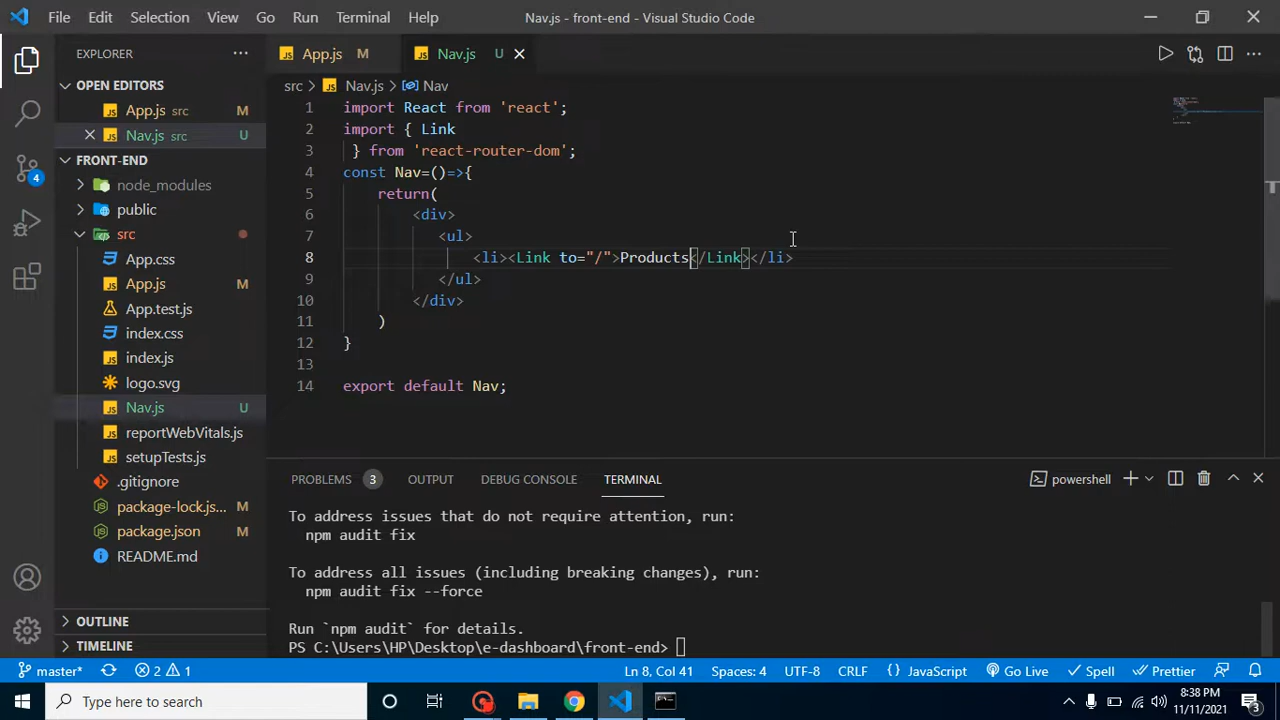 File Edit Selection View Go Run Terminal Help Nav.js - front-end - Visual Studio Code
EXPLORER
App.js M Nav.js U
OPEN EDITORS
App.js src M
Nav.js src U
FRONT-END
node_modules
public
src
App.css
App.js M
App.test.js
index.css
index.js
logo.svg
Nav.js U
reportWebVitals.js
setupTests.js
.gitignore
package-lock.js... M
package.json M
README.md
OUTLINE
TIMELINE
4
src Nav.js Nav
1 import React from 'react';
2 import { Link
3 } from 'react-router-dom';
4 const Nav=()=>{
5 return(
6 <div>
7 <ul>
8 <li><Link to="/">Products</Link></li>
9 </ul>
10 </div>
11 )
12 }
13
14 export default Nav;
PROBLEMS 3 OUTPUT DEBUG CONSOLE TERMINAL powershell
To address issues that do not require attention, run:
npm audit fix
To address all issues (including breaking changes), run:
npm audit fix --force
Run `npm audit` for details.
PS C:\Users\HP\Desktop\e-dashboard\front-end>
master* 2 1 Ln 8, Col 41 Spaces: 4 UTF-8 CRLF { } JavaScript Go Live Spell Prettier
Type here to search
8:38 PM
11/11/2021
3